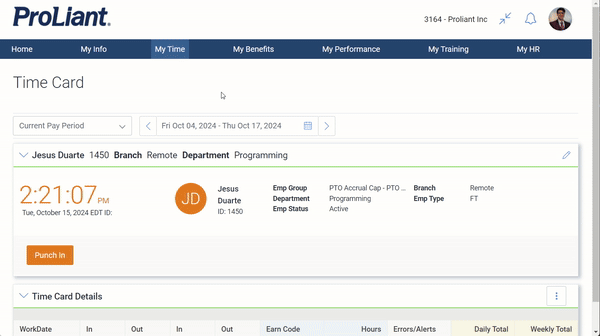 ProLiant.
3164 - Proliant Inc
Home My Info My Time My Benefits My Performance My Training My HR
Time Card
Current Pay Period Fri Oct 04, 2024 - Thu Oct 17, 2024
Jesus Duarte 1450 Branch Remote Department Programming
2:21:07 PM
Tue, October 15, 2024 EDT ID:
JD
Jesus
Duarte
ID: 1450
Emp Group PTO Accrual Cap - PTO ... Branch Remote
Department Programming Emp Type FT
Emp Status Active
Punch in
Time Card Details
WorkDate In Out In Out Earn Code Hours Errors/Alerts Daily Total Weekly Total